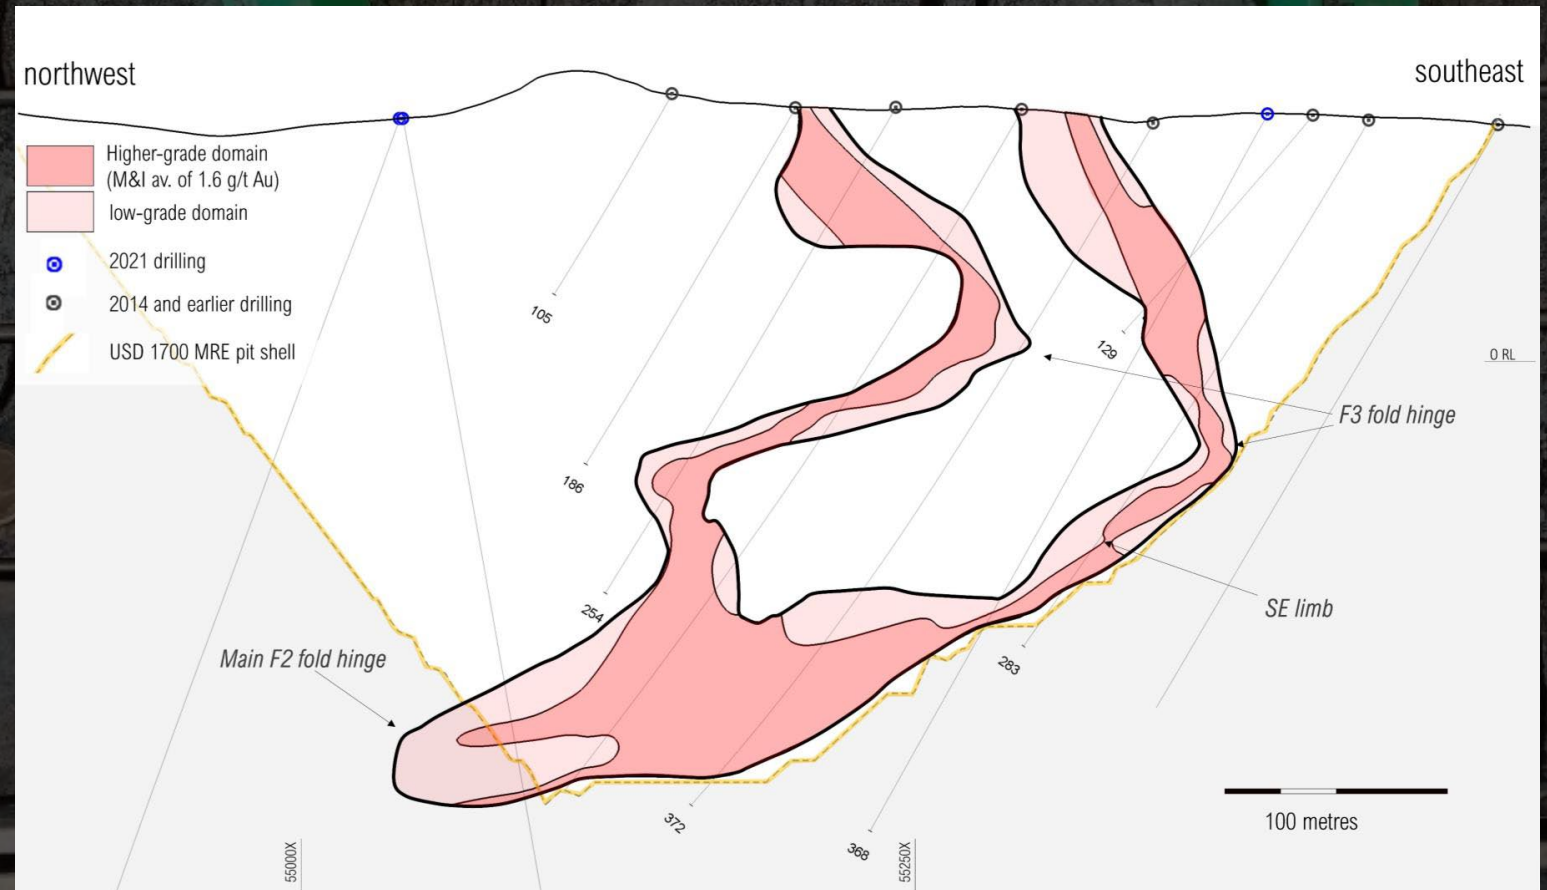 northwest
southeast
Higher-grade domain
(M&I av. of 1.6 g/t Au)
low-grade domain
2021 drilling
2014 and earlier drilling
USD 1700 MRE pit shell
105
129
0 RL
F3 fold hinge
186
254
SE limb
283
Main F2 fold hinge
372
368
100 metres
55000X
55250X